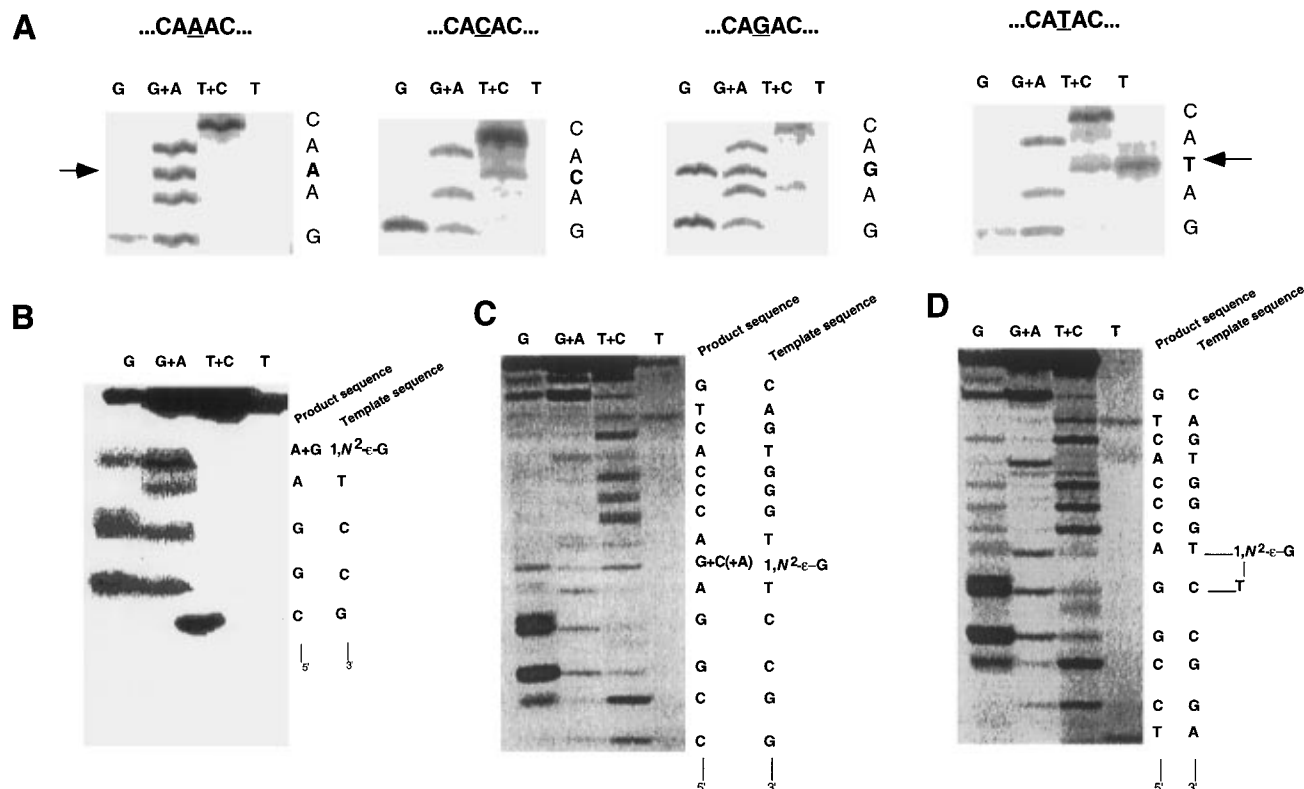 A
...CAAAC...
...CACAC...
...CAGAC...
...CATAC...
G G+A T+C T
G G+A T+C T
G G+A T+C T
G G+A T+C T
C
A
A
A
G
C
A
C
A
G
C
A
G
A
G
C
A
T
A
G
B
G G+A T+C T
Product sequence
Template sequence
A+G 1,N²-ε-G
A T
G C
G C
C G
5' 3'
C
G G+A T+C T
Product sequence
Template sequence
G C
T A
C G
A T
C G
C G
C G
A T
G+C(+A) 1,N²-ε-G
A T
G C
G C
C G
C G
5' 3'
D
G G+A T+C T
Product sequence
Template sequence
G C
T A
C G
A T
C G
C G
C G
A T 1,N²-ε-G
G C T
G C
C G
C G
T A
5' 3'